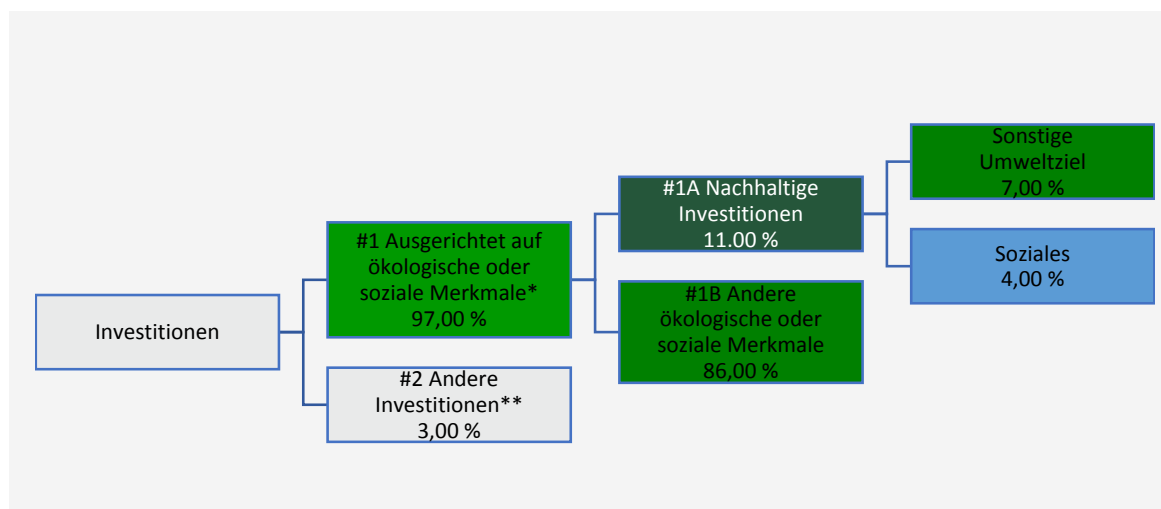 Investitionen
#1 Ausgerichtet auf
ökologische oder
soziale Merkmale*
97,00 %
#2 Andere
Investitionen**
3,00 %
#1A Nachhaltige
Investitionen
11.00 %
#1B Andere
ökologische oder
soziale Merkmale
86,00 %
Sonstige
Umweltziel
7,00 %
Soziales
4,00 %